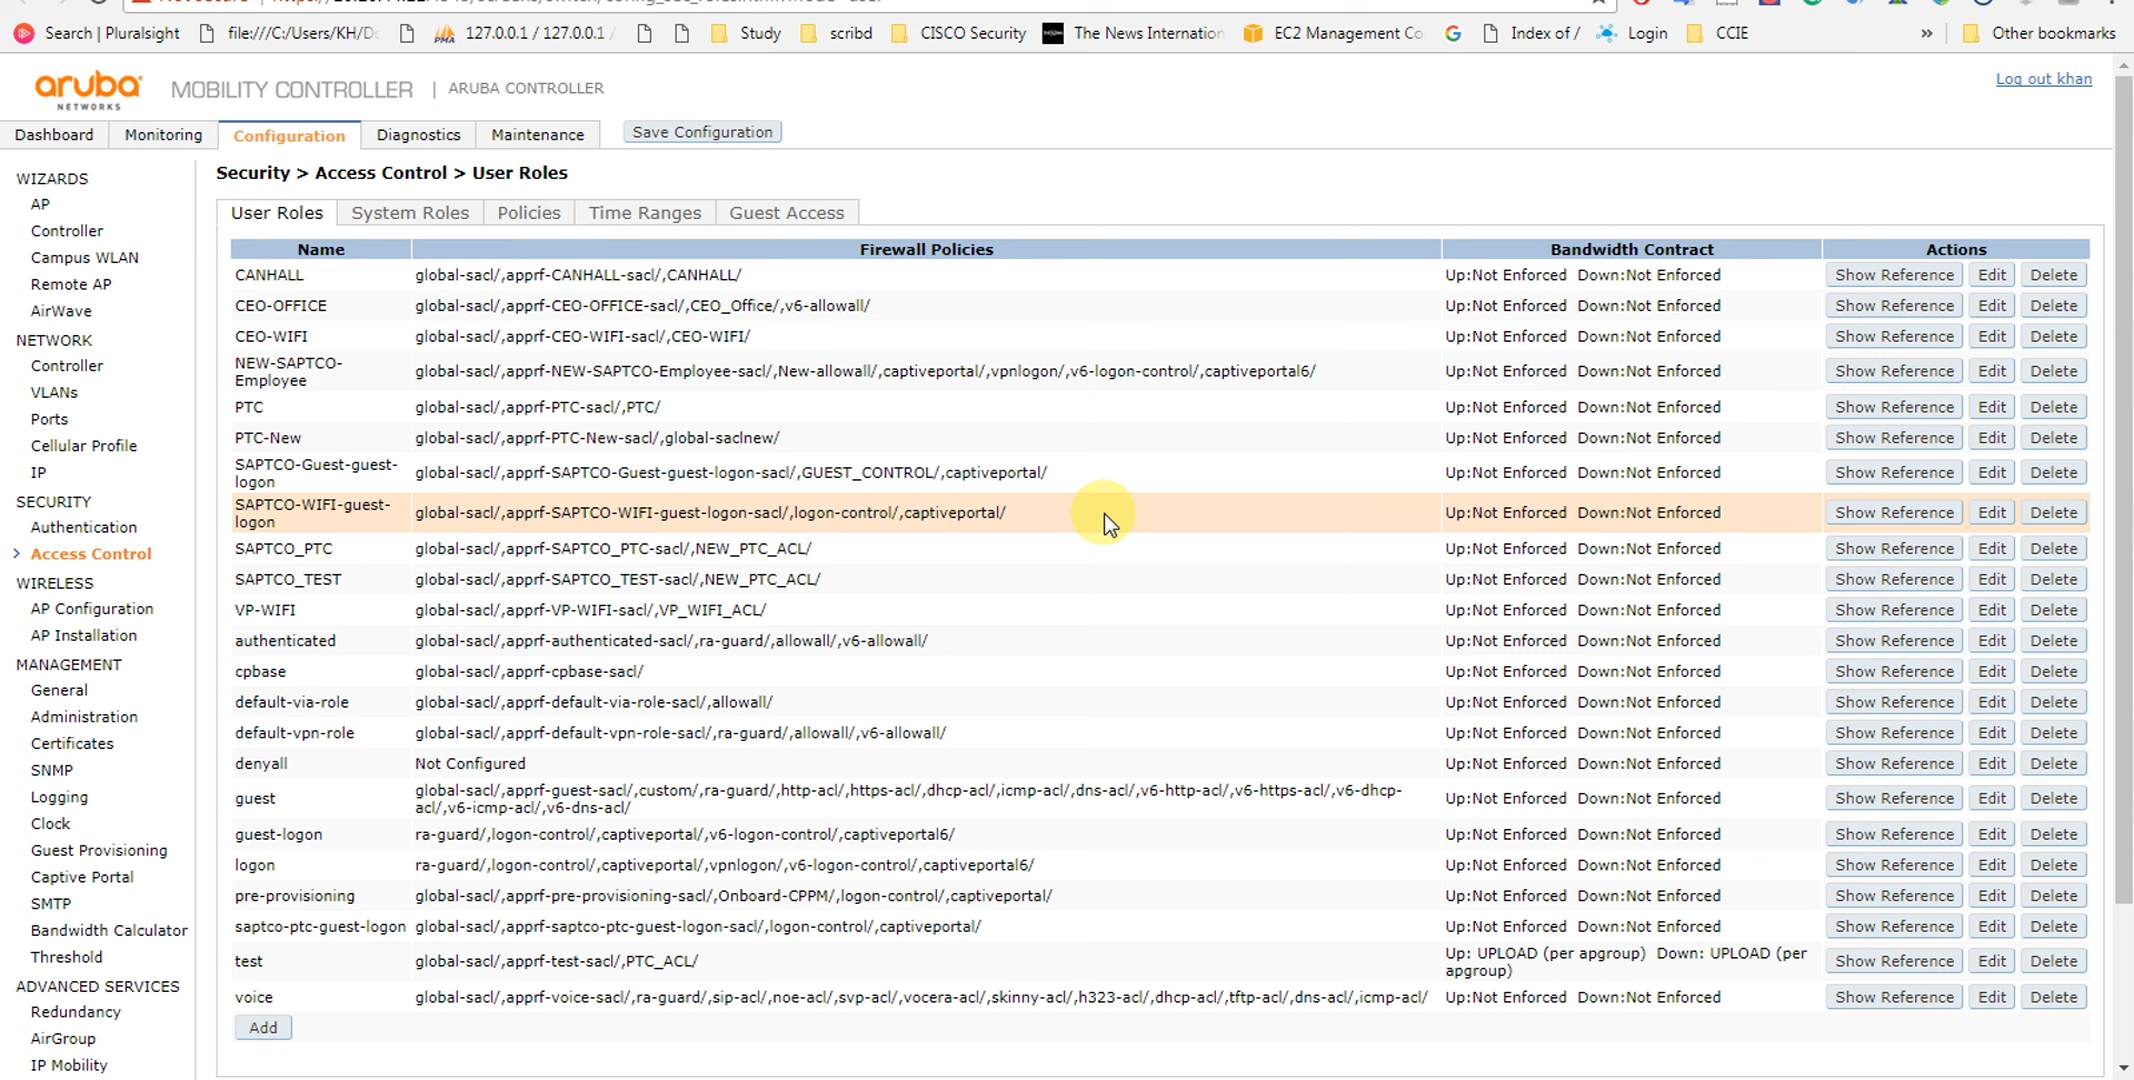 Search | Pluralsight file:///C:/Users/KH/Do 127.0.0.1 / 127.0.0.1 / Study scribd CISCO Security The News Internation EC2 Management Co Index of / Login CCIE » Other bookmarks
aruba NETWORKS MOBILITY CONTROLLER | ARUBA CONTROLLER Log out khan
Dashboard Monitoring Configuration Diagnostics Maintenance Save Configuration
WIZARDS
AP
Controller
Campus WLAN
Remote AP
AirWave
NETWORK
Controller
VLANs
Ports
Cellular Profile
IP
SECURITY
Authentication
> Access Control
WIRELESS
AP Configuration
AP Installation
MANAGEMENT
General
Administration
Certificates
SNMP
Logging
Clock
Guest Provisioning
Captive Portal
SMTP
Bandwidth Calculator
Threshold
ADVANCED SERVICES
Redundancy
AirGroup
IP Mobility
Security > Access Control > User Roles
User Roles System Roles Policies Time Ranges Guest Access
Name Firewall Policies Bandwidth Contract Actions
CANHALL global-sacl/,apprf-CANHALL-sacl/,CANHALL/ Up:Not Enforced Down:Not Enforced Show Reference Edit Delete
CEO-OFFICE global-sacl/,apprf-CEO-OFFICE-sacl/,CEO_Office/,v6-allowall/ Up:Not Enforced Down:Not Enforced Show Reference Edit Delete
CEO-WIFI global-sacl/,apprf-CEO-WIFI-sacl/,CEO-WIFI/ Up:Not Enforced Down:Not Enforced Show Reference Edit Delete
NEW-SAPTCO-
Employee global-sacl/,apprf-NEW-SAPTCO-Employee-sacl/,New-allowall/,captiveportal/,vpnlogon/,v6-logon-control/,captiveportal6/ Up:Not Enforced Down:Not Enforced Show Reference Edit Delete
PTC global-sacl/,apprf-PTC-sacl/,PTC/ Up:Not Enforced Down:Not Enforced Show Reference Edit Delete
PTC-New global-sacl/,apprf-PTC-New-sacl/,global-saclnew/ Up:Not Enforced Down:Not Enforced Show Reference Edit Delete
SAPTCO-Guest-guest-
logon global-sacl/,apprf-SAPTCO-Guest-guest-logon-sacl/,GUEST_CONTROL/,captiveportal/ Up:Not Enforced Down:Not Enforced Show Reference Edit Delete
SAPTCO-WIFI-guest-
logon global-sacl/,apprf-SAPTCO-WIFI-guest-logon-sacl/,logon-control/,captiveportal/ Up:Not Enforced Down:Not Enforced Show Reference Edit Delete
SAPTCO_PTC global-sacl/,apprf-SAPTCO_PTC-sacl/,NEW_PTC_ACL/ Up:Not Enforced Down:Not Enforced Show Reference Edit Delete
SAPTCO_TEST global-sacl/,apprf-SAPTCO_TEST-sacl/,NEW_PTC_ACL/ Up:Not Enforced Down:Not Enforced Show Reference Edit Delete
VP-WIFI global-sacl/,apprf-VP-WIFI-sacl/,VP_WIFI_ACL/ Up:Not Enforced Down:Not Enforced Show Reference Edit Delete
authenticated global-sacl/,apprf-authenticated-sacl/,ra-guard/,allowall/,v6-allowall/ Up:Not Enforced Down:Not Enforced Show Reference Edit Delete
cpbase global-sacl/,apprf-cpbase-sacl/ Up:Not Enforced Down:Not Enforced Show Reference Edit Delete
default-via-role global-sacl/,apprf-default-via-role-sacl/,allowall/ Up:Not Enforced Down:Not Enforced Show Reference Edit Delete
default-vpn-role global-sacl/,apprf-default-vpn-role-sacl/,ra-guard/,allowall/,v6-allowall/ Up:Not Enforced Down:Not Enforced Show Reference Edit Delete
denyall Not Configured Up:Not Enforced Down:Not Enforced Show Reference Edit Delete
guest global-sacl/,apprf-guest-sacl/,custom/,ra-guard/,http-acl/,https-acl/,dhcp-acl/,icmp-acl/,dns-acl/,v6-http-acl/,v6-https-acl/,v6-dhcp-
acl/,v6-icmp-acl/,v6-dns-acl/ Up:Not Enforced Down:Not Enforced Show Reference Edit Delete
guest-logon ra-guard/,logon-control/,captiveportal/,v6-logon-control/,captiveportal6/ Up:Not Enforced Down:Not Enforced Show Reference Edit Delete
logon ra-guard/,logon-control/,captiveportal/,vpnlogon/,v6-logon-control/,captiveportal6/ Up:Not Enforced Down:Not Enforced Show Reference Edit Delete
pre-provisioning global-sacl/,apprf-pre-provisioning-sacl/,Onboard-CPPM/,logon-control/,captiveportal/ Up:Not Enforced Down:Not Enforced Show Reference Edit Delete
saptco-ptc-guest-logon global-sacl/,apprf-saptco-ptc-guest-logon-sacl/,logon-control/,captiveportal/ Up:Not Enforced Down:Not Enforced Show Reference Edit Delete
test global-sacl/,apprf-test-sacl/,PTC_ACL/ Up: UPLOAD (per apgroup) Down: UPLOAD (per
apgroup) Show Reference Edit Delete
voice global-sacl/,apprf-voice-sacl/,ra-guard/,sip-acl/,noe-acl/,svp-acl/,vocera-acl/,skinny-acl/,h323-acl/,dhcp-acl/,tftp-acl/,dns-acl/,icmp-acl/ Up:Not Enforced Down:Not Enforced Show Reference Edit Delete
Add